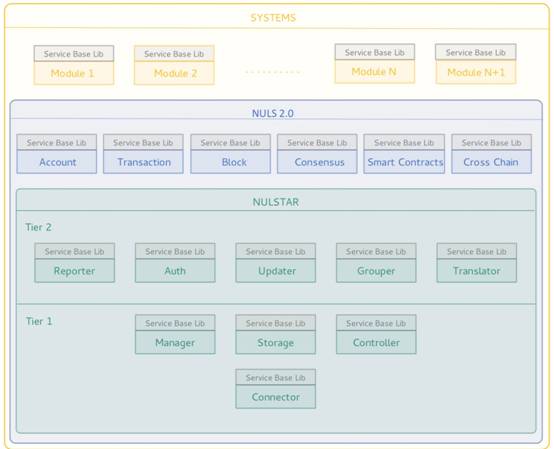 SYSTEMS
Service Base Lib Service Base Lib Service Base Lib Service Base Lib
Module 1 Module 2 .......... Module N Module N+1
NULS 2.0
Service Base Lib Service Base Lib Service Base Lib Service Base Lib Service Base Lib Service Base Lib
Account Transaction Block Consensus Smart Contracts Cross Chain
NULSTAR
Tier 2
Service Base Lib Service Base Lib Service Base Lib Service Base Lib Service Base Lib
Reporter Auth Updater Grouper Translator
Tier 1
Service Base Lib Service Base Lib Service Base Lib
Manager Storage Controller
Service Base Lib
Connector